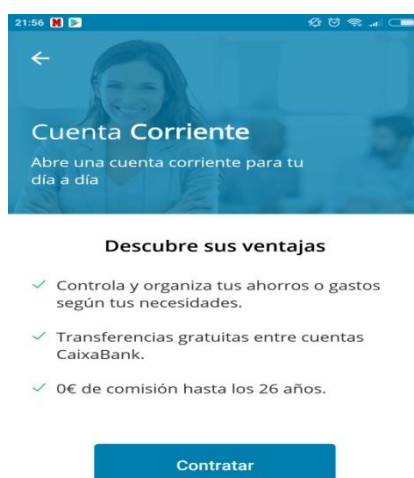 21:56
Cuenta Corriente
Abre una cuenta corriente para tu
día a día
Descubre sus ventajas
Controla y organiza tus ahorros o gastos
según tus necesidades.
Transferencias gratuitas entre cuentas
CaixaBank.
0€ de comisión hasta los 26 años.
Contratar